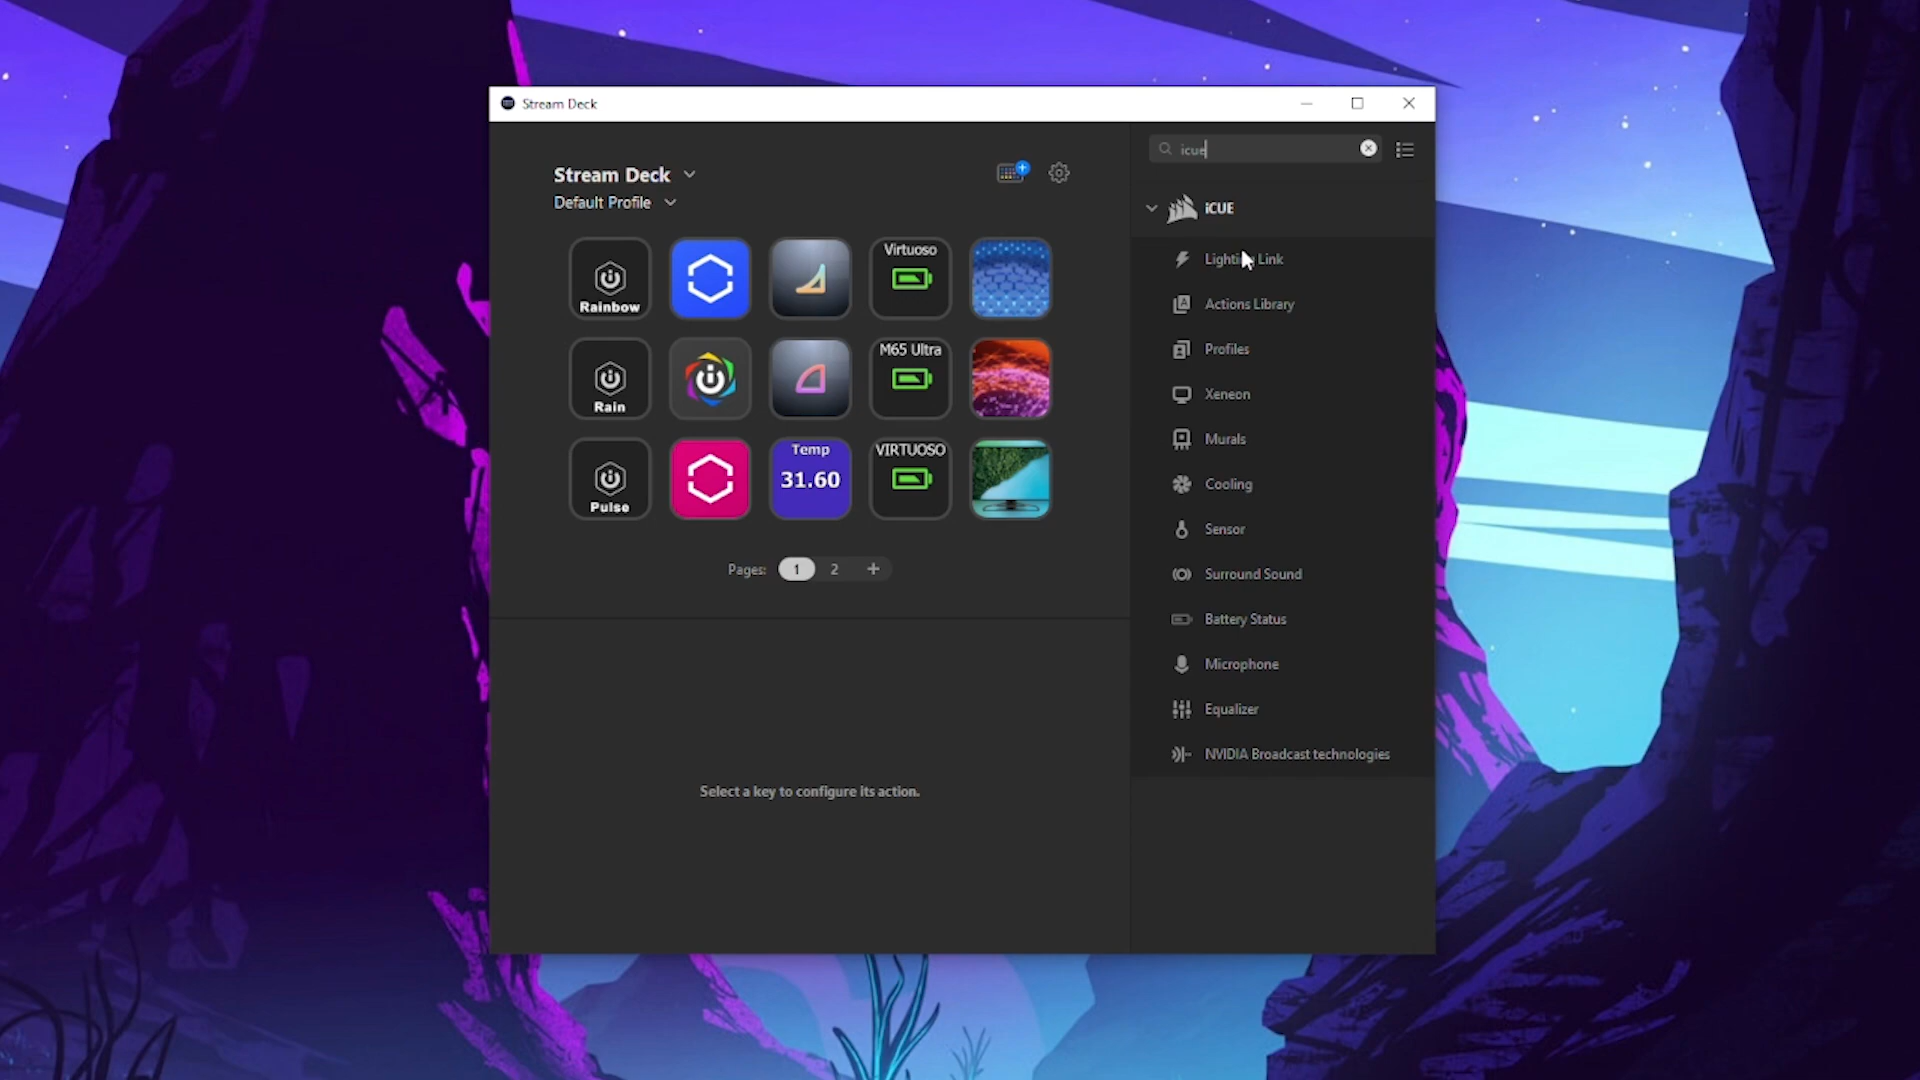 Stream Deck
Stream Deck
Default Profile
Rainbow
Virtuoso
Rain
M65 Ultra
Pulse
Temp
31.60
VIRTUOSO
Pages:
1
2
+
Select a key to configure its action.
icue
iCUE
Lighting Link
Actions Library
Profiles
Xeneon
Murals
Cooling
Sensor
Surround Sound
Battery Status
Microphone
Equalizer
NVIDIA Broadcast technologies